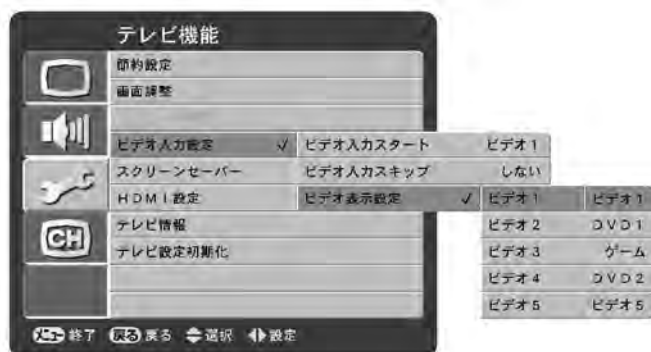 テレビ機能
節約設定
画面調整
ビデオ入力設定 ✓ ビデオ入力スタート ビデオ1
スクリーンセーバー ビデオ入力スキップ しない
HDMI設定 ビデオ表示設定 ✓ ビデオ1 ビデオ1
テレビ情報 ビデオ2 DVD1
テレビ設定初期化 ビデオ3 ゲーム
ビデオ4 DVD2
ビデオ5 ビデオ5
CH
メニュー 終了 戻る 戻る 選択 設定